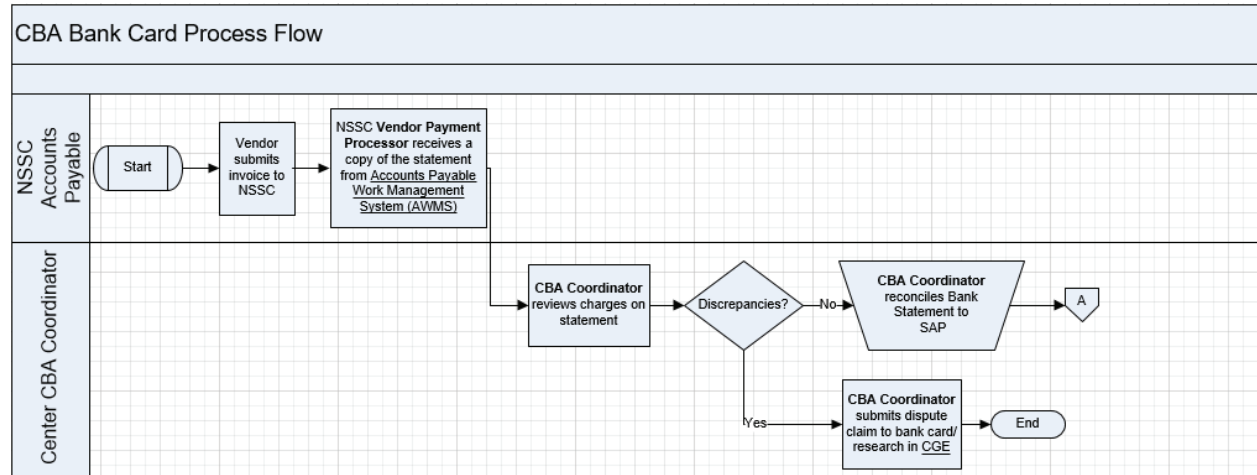 CBA Bank Card Process Flow
NSSC
Accounts
Payable
Start
Vendor
submits
invoice to
NSSC
NSSC Vendor Payment
Processor receives a
copy of the statement
from Accounts Payable
Work Management
System (AWMS)
Center CBA Coordinator
CBA Coordinator
reviews charges on
statement
Discrepancies?
No
CBA Coordinator
reconciles Bank
Statement to
SAP
A
Yes
CBA Coordinator
submits dispute
claim to bank card/
research in CGE
End